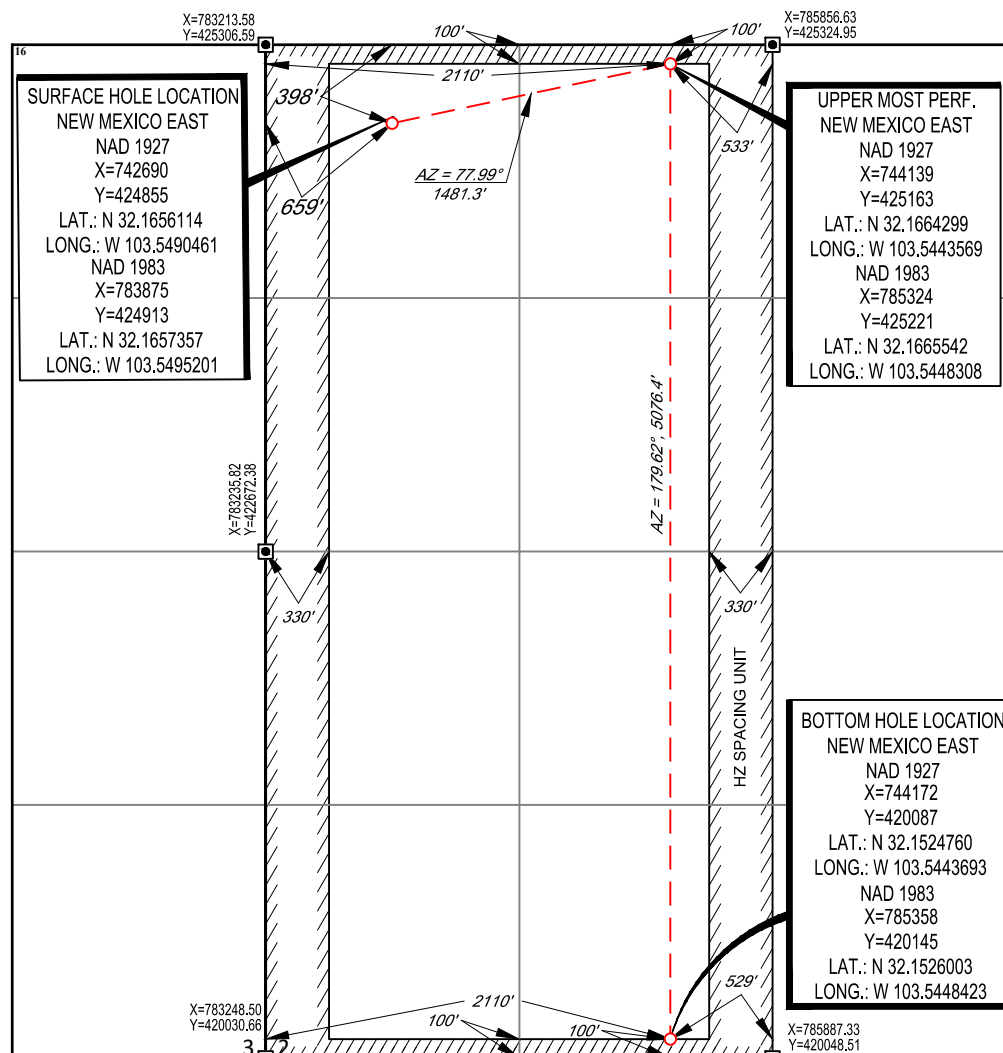 X=783213.58
Y=425306.59
X=785856.63
Y=425324.95
16
100'
100'
2110'
398'
533'
659'
AZ = 77.99°
1481.3'
SURFACE HOLE LOCATION
NEW MEXICO EAST
NAD 1927
X=742690
Y=424855
LAT.: N 32.1656114
LONG.: W 103.5490461
NAD 1983
X=783875
Y=424913
LAT.: N 32.1657357
LONG.: W 103.5495201
UPPER MOST PERF.
NEW MEXICO EAST
NAD 1927
X=744139
Y=425163
LAT.: N 32.1664299
LONG.: W 103.5443569
NAD 1983
X=785324
Y=425221
LAT.: N 32.1665542
LONG.: W 103.5448308
AZ = 179.62°, 5076.4'
X=783235.82
Y=422672.38
330'
330'
HZ SPACING UNIT
BOTTOM HOLE LOCATION
NEW MEXICO EAST
NAD 1927
X=744172
Y=420087
LAT.: N 32.1524760
LONG.: W 103.5443693
NAD 1983
X=785358
Y=420145
LAT.: N 32.1526003
LONG.: W 103.5448423
2110'
529'
100'
100'
X=783248.50
Y=420030.66
X=785887.33
Y=420048.51